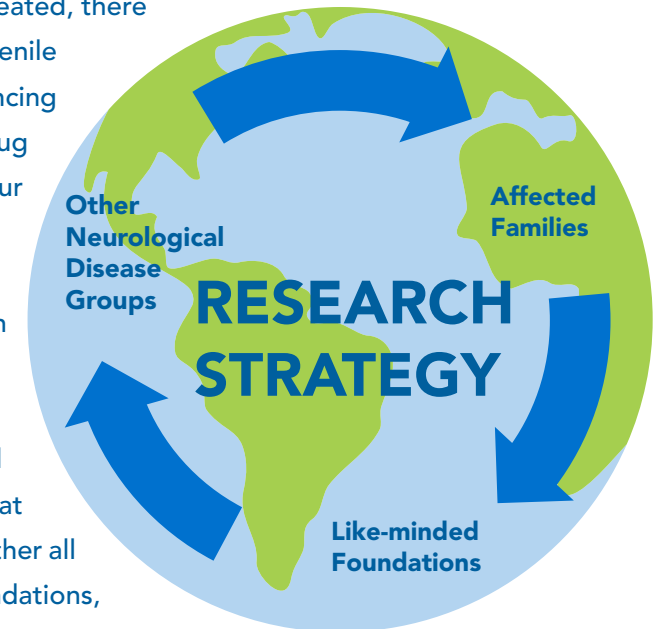 eated, there
enile
ncing
ug
ur
n
at
ther all
ndations,
Other
Neurological
Disease
Groups
Affected
Families
RESEARCH
STRATEGY
Like-minded
Foundations